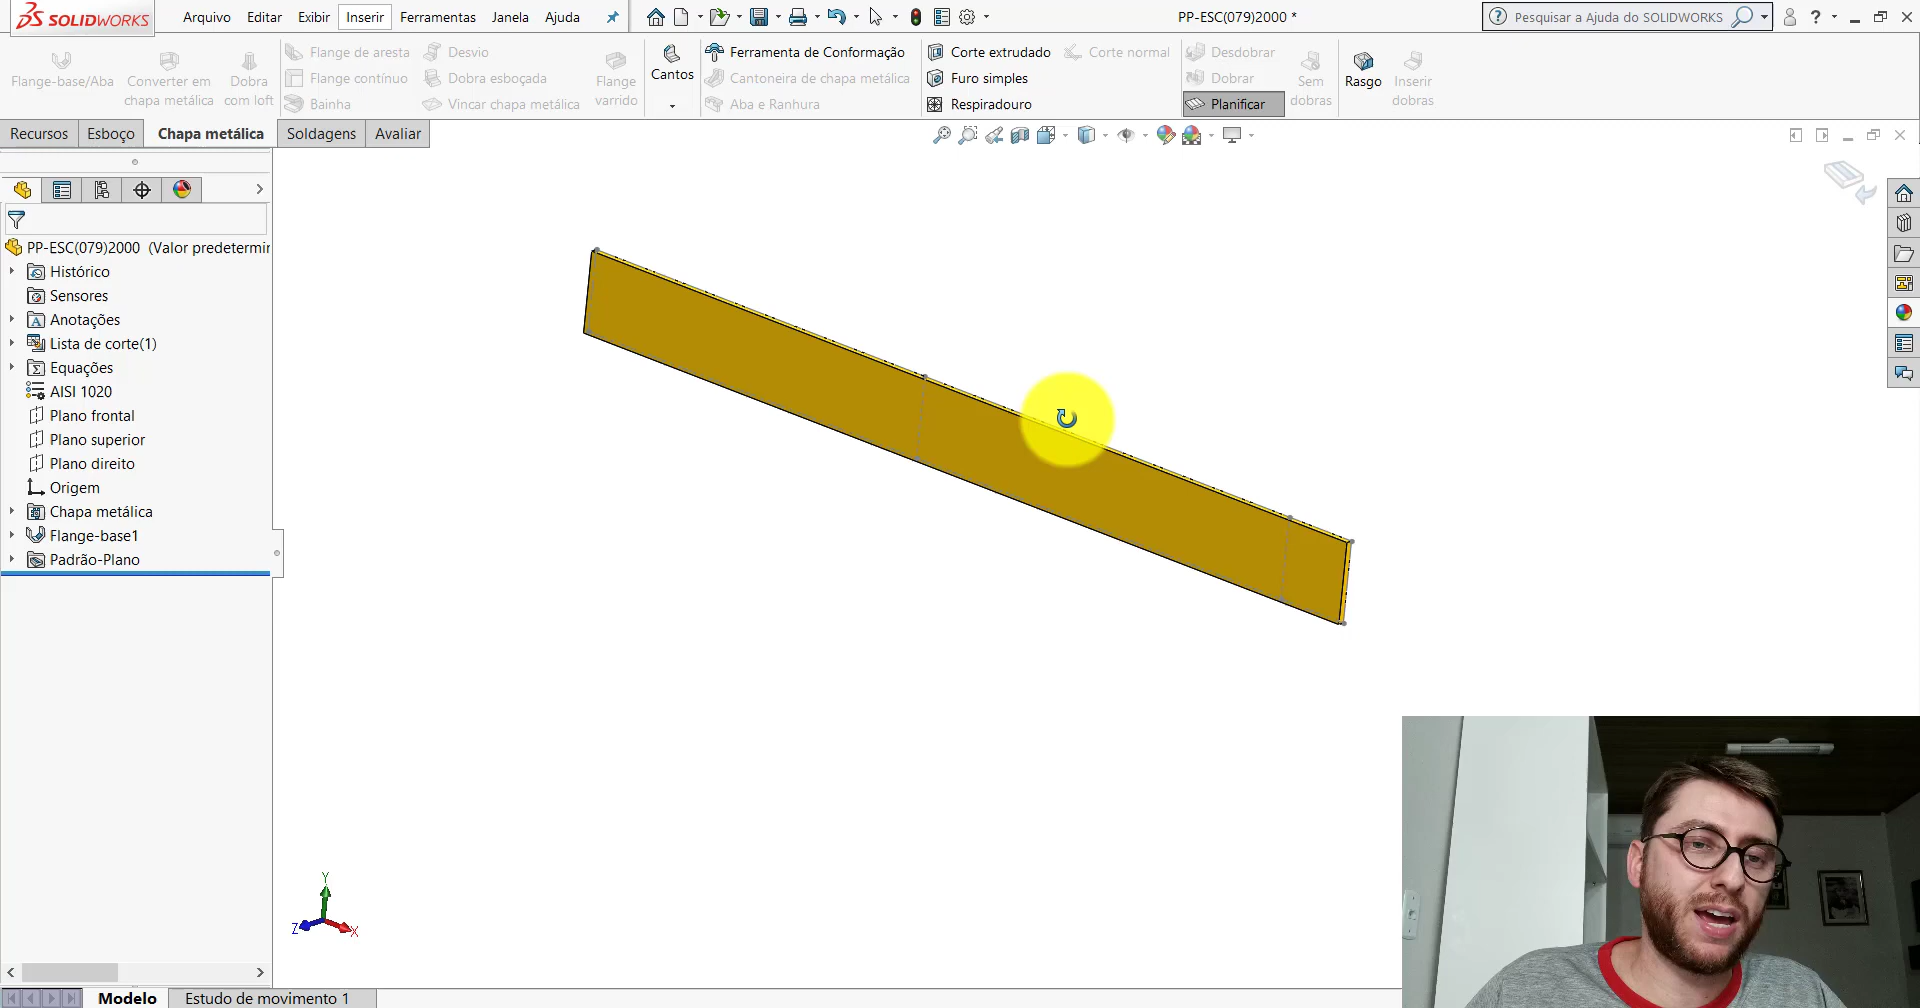 SOLIDWORKS
Arquivo Editar Exibir Inserir Ferramentas Janela Ajuda
PP-ESC(079)2000 *
Pesquisar a Ajuda do SOLIDWORKS
?
Flange-base/Aba
Converter em
chapa metálica
Dobra
com loft
Flange de aresta
Flange contínuo
Bainha
Desvio
Dobra esboçada
Vincar chapa metálica
Flange
varrido
Cantos
Ferramenta de Conformação
Cantoneira de chapa metálica
Aba e Ranhura
Corte extrudado
Furo simples
Respiradouro
Corte normal
Desdobrar
Dobrar
Planificar
Sem
dobras
Rasgo
Inserir
dobras
Recursos Esboço Chapa metálica Soldagens Avaliar
PP-ESC(079)2000 (Valor predetermir
Histórico
Sensores
Anotações
Lista de corte(1)
Equações
AISI 1020
Plano frontal
Plano superior
Plano direito
Origem
Chapa metálica
Flange-base1
Padrão-Plano
Y
Z
X
Modelo Estudo de movimento 1